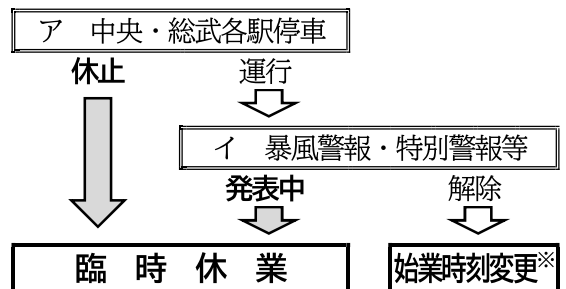 ア 中央・総武各駅停車
休止 運行
イ 暴風警報・特別警報等
発表中 解除
臨時休業 始業時刻変更※